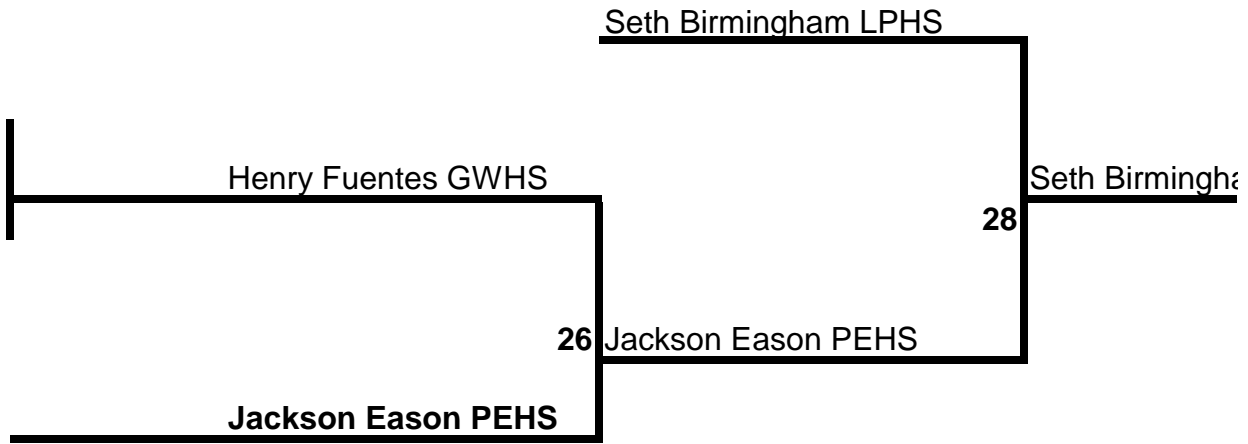 Seth Birmingham LPHS
Henry Fuentes GWHS
Seth Birmingha
28
26
Jackson Eason PEHS
Jackson Eason PEHS